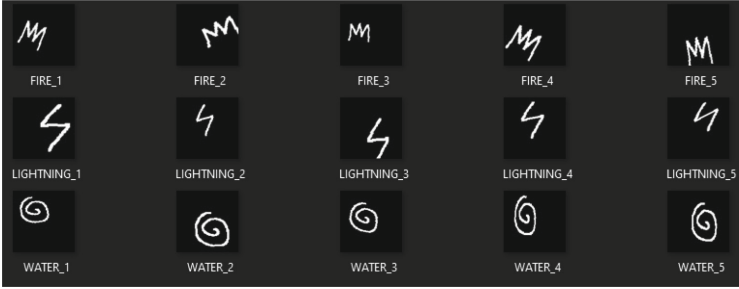 FIRE_1 FIRE_2 FIRE_3 FIRE_4 FIRE_5
LIGHTNING_1 LIGHTNING_2 LIGHTNING_3 LIGHTNING_4 LIGHTNING_5
WATER_1 WATER_2 WATER_3 WATER_4 WATER_5